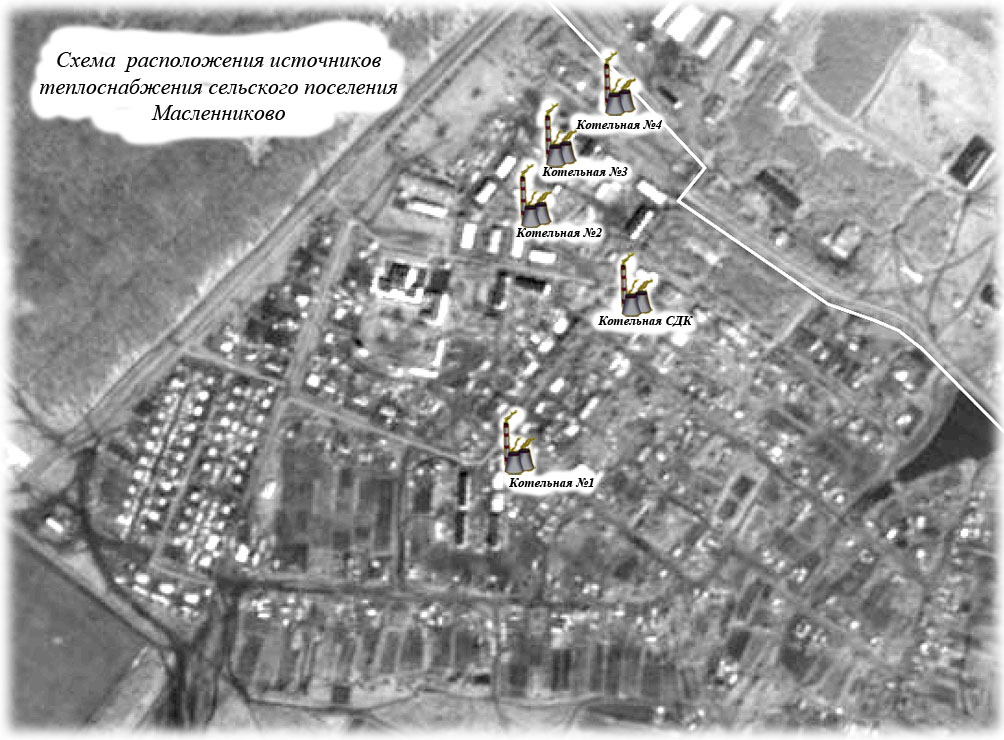 Схема расположения источников
теплоснабжения сельского поселения
Масленниково
Котельная №4
Котельная №3
Котельная №2
Котельная СДК
Котельная №1